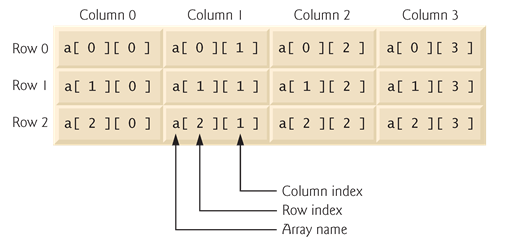 Column 0 Column 1 Column 2 Column 3
Row 0 a[ 0 ][ 0 ] a[ 0 ][ 1 ] a[ 0 ][ 2 ] a[ 0 ][ 3 ]
Row 1 a[ 1 ][ 0 ] a[ 1 ][ 1 ] a[ 1 ][ 2 ] a[ 1 ][ 3 ]
Row 2 a[ 2 ][ 0 ] a[ 2 ][ 1 ] a[ 2 ][ 2 ] a[ 2 ][ 3 ]
Column index
Row index
Array name